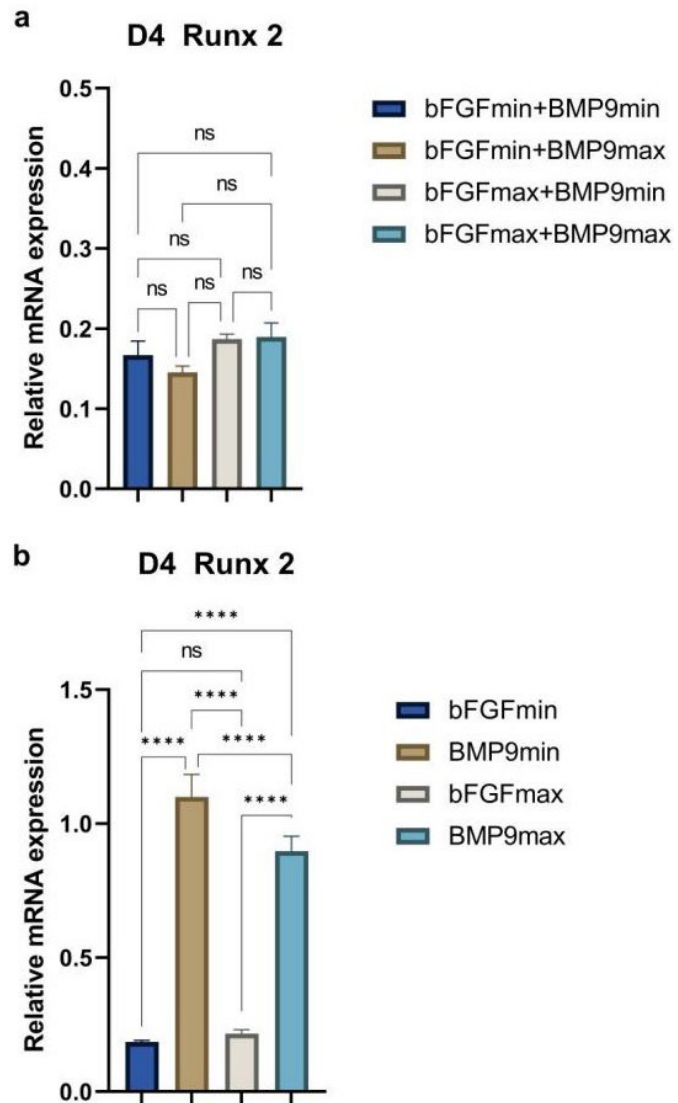 a
D4 Runx 2
Relative mRNA expression
0.5
0.4
0.3
0.2
0.1
0.0
ns
ns
ns
ns
ns
ns
bFGFmin+BMP9min
bFGFmin+BMP9max
bFGFmax+BMP9min
bFGFmax+BMP9max
b
D4 Runx 2
Relative mRNA expression
1.5
1.0
0.5
0.0
****
ns
****
**** ****
****
bFGFmin
BMP9min
bFGFmax
BMP9max